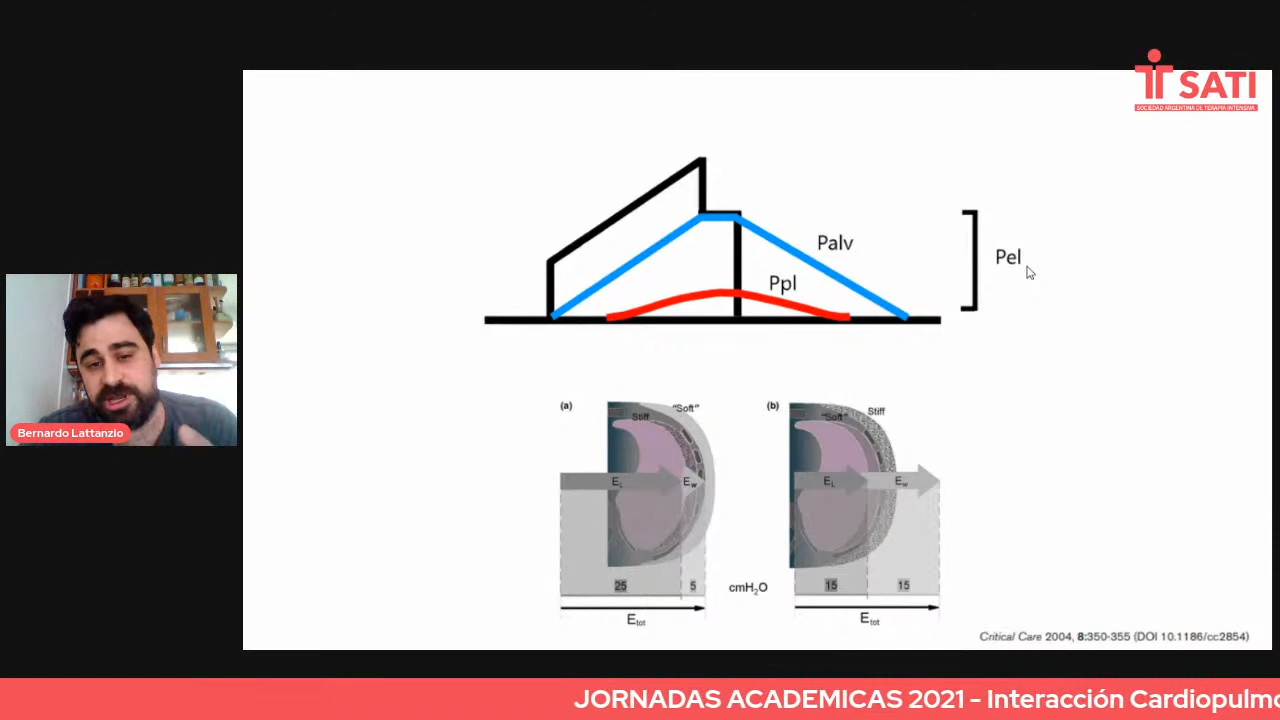 SATI
SOCIEDAD ARGENTINA DE TERAPIA INTENSIVA
Palv
Ppl
Pel
(a)
Stiff
"Soft"
EL
Ew
25
5
Etot
cmH2O
(b)
"Soft"
Stiff
EL
Ew
15
15
Etot
Critical Care 2004, 8:350-355 (DOI 10.1186/cc2854)
Bernardo Lattanzio
JORNADAS ACADEMICAS 2021 - Interacción Cardiopulmo